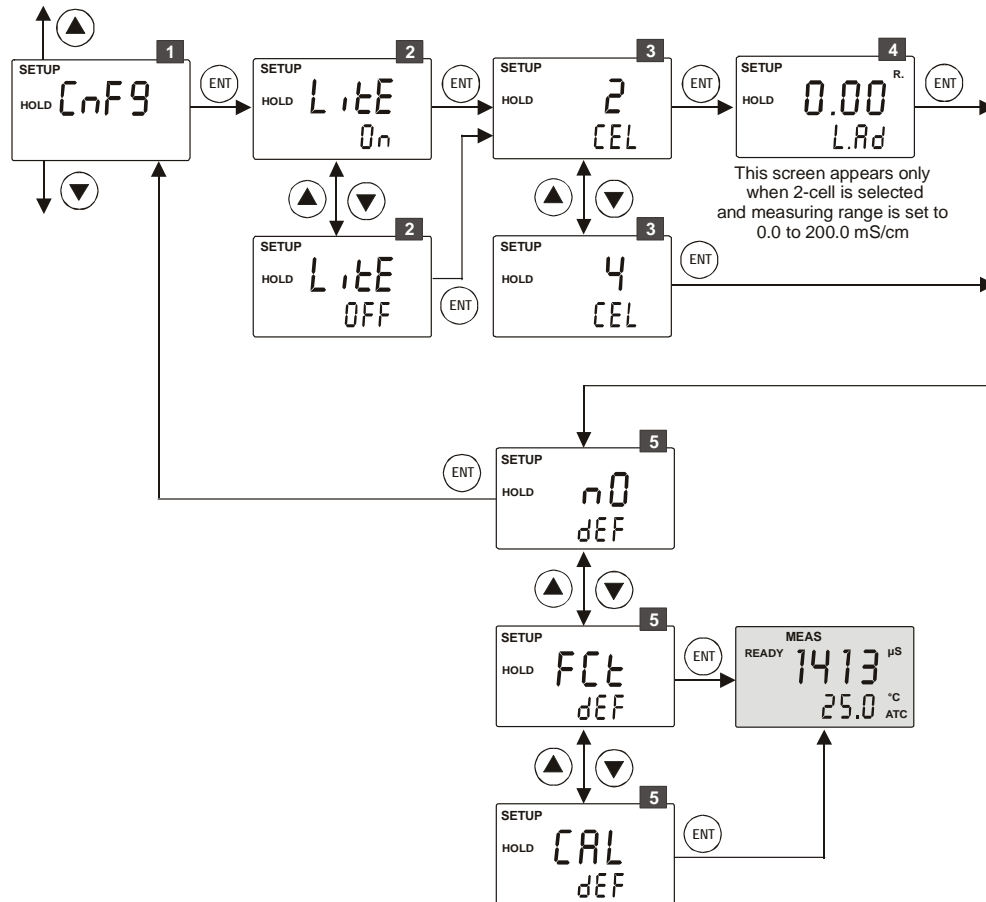 1
SETUP
HOLD CnFg
ENT
2
SETUP
HOLD LitE
On
ENT
3
SETUP
HOLD 2
CEL
ENT
4
SETUP R.
HOLD 0.00
L.Ad
ENT
This screen appears only
when 2-cell is selected
and measuring range is set to
0.0 to 200.0 mS/cm
2
SETUP
HOLD LitE
OFF
ENT
3
SETUP
HOLD 4
CEL
ENT
5
SETUP
HOLD nO
dEF
ENT
5
SETUP
HOLD FCt
dEF
ENT
MEAS
READY 1413 µS
25.0 °C
ATC
5
SETUP
HOLD CAL
dEF
ENT